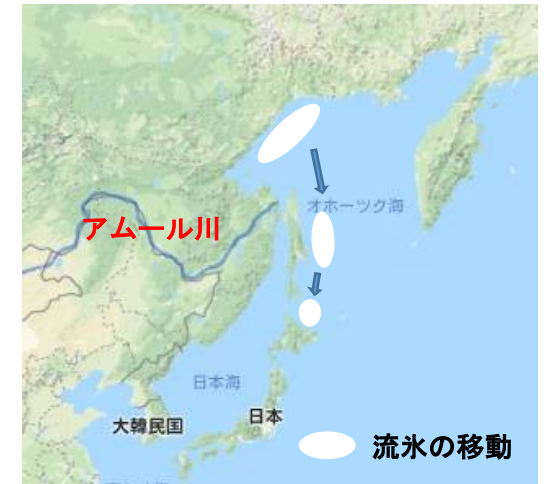 オホーツク海
アムール川
日本海
大韓民国
日本
流氷の移動